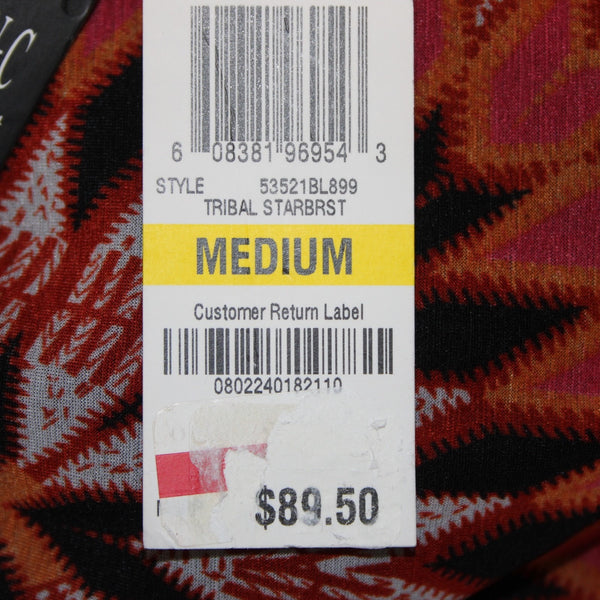 6 08381 96954 3
STYLE 53521BL899
TRIBAL STARBRST
MEDIUM
Customer Return Label
0802240182110
$89.50